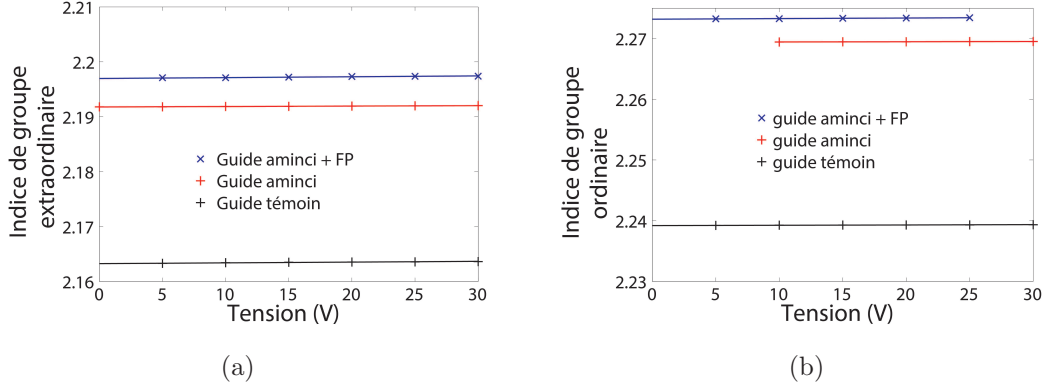 2.21
2.2
2.19
2.18
2.17
2.16
Indice de groupe
extraordinaire
Guide aminci + FP
Guide aminci
Guide témoin
0 5 10 15 20 25 30
Tension (V)
(a)
2.27
2.26
2.25
2.24
2.23
Indice de groupe
ordinaire
guide aminci + FP
guide aminci
guide témoin
0 5 10 15 20 25 30
Tension (V)
(b)